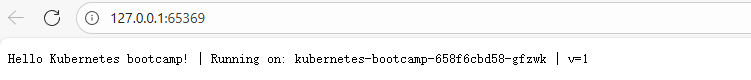 127.0.0.1:65369
Hello Kubernetes bootcamp! | Running on: kubernetes-bootcamp-658f6cbd58-gfzwk | v=1